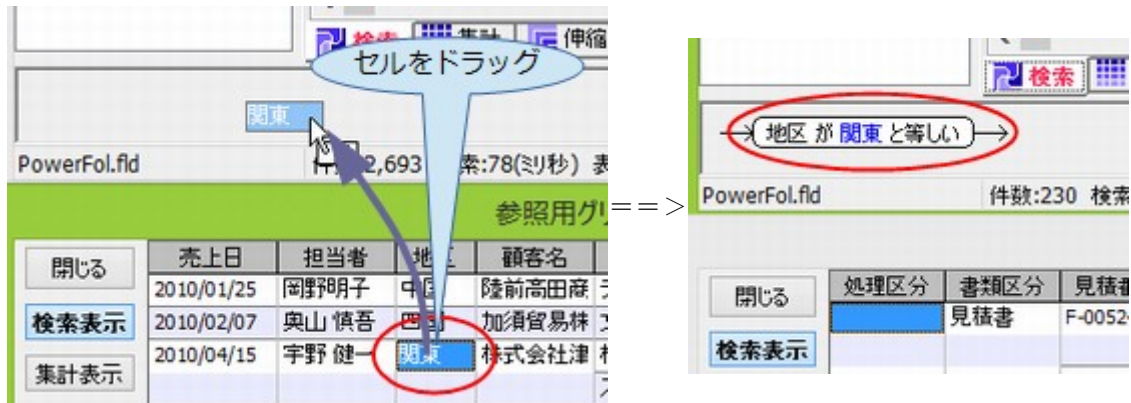 検索 集計 伸縮
セルをドラッグ
関東
PowerFol.fld 2,693 索:78(ミリ秒) 表
参照用グリ
閉じる 売上日 担当者 地区 顧客名
2010/01/25 岡野明子 中国 陸前高田商
検索表示 2010/02/07 奥山 慎吾 四国 加須貿易株
2010/04/15 宇野 健一 関東 株式会社津
集計表示
==>
検索
地区 が 関東 と等しい
PowerFol.fld 件数:230 検索
閉じる 処理区分 書類区分 見積番
見積書 F-0052
検索表示